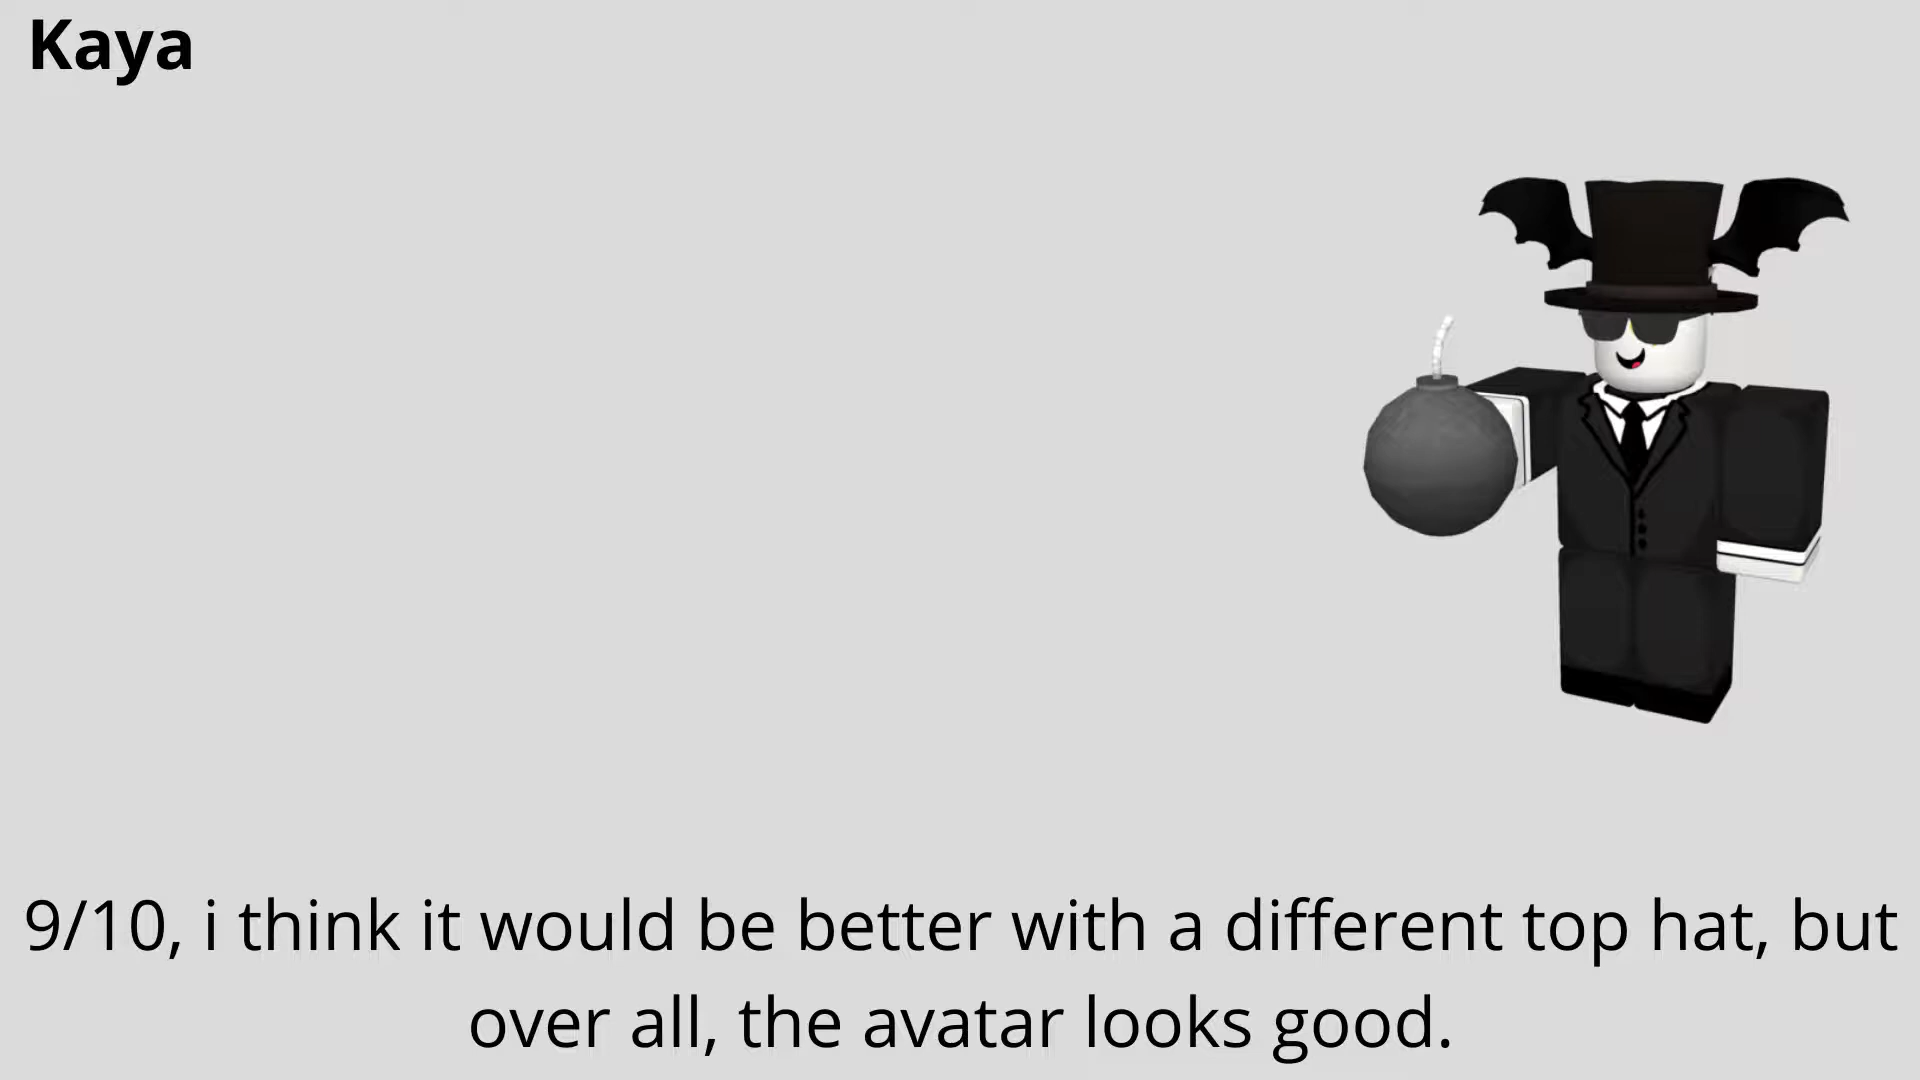 Kaya
9/10, i think it would be better with a different top hat, but
over all, the avatar looks good.